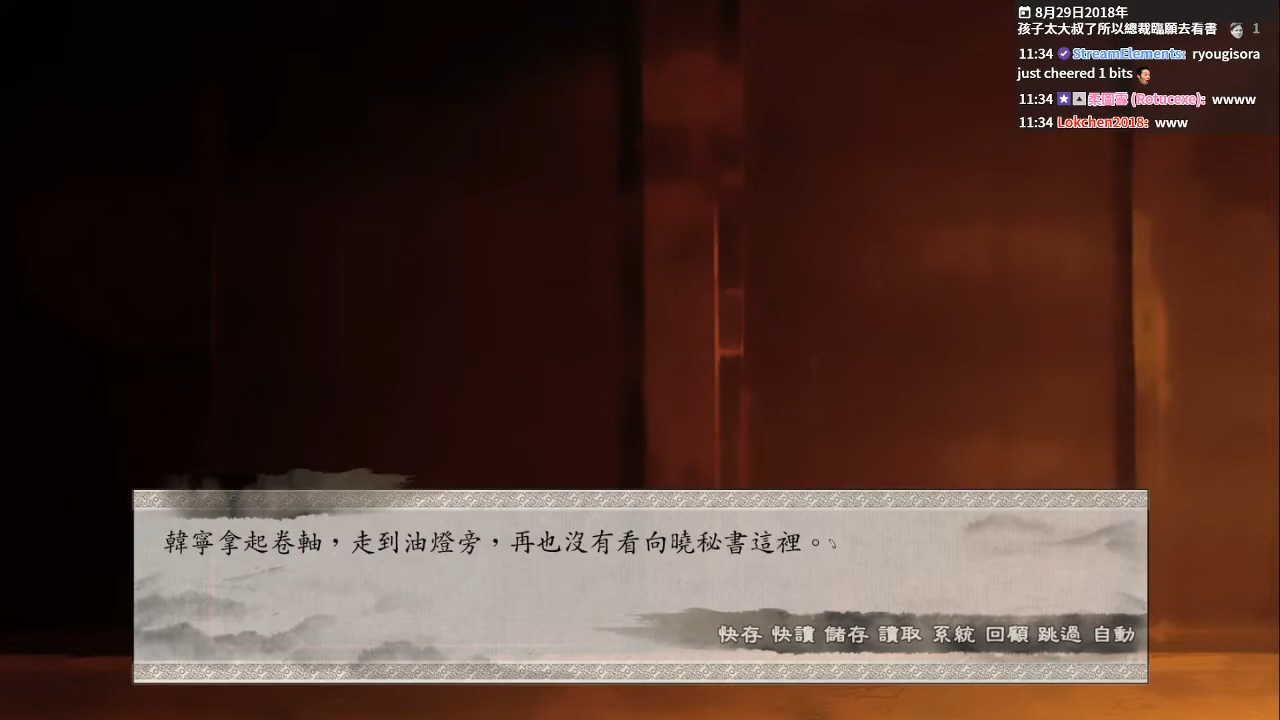 8月29日2018年
孩子太大叔了所以總裁臨願去看書 1
11:34 StreamElements: ryougisora
just cheered 1 bits
11:34 (Rotucexe): wwww
11:34 Lokchen2018: www
韓寧拿起卷軸，走到油燈旁，再也沒有看向曉秘書這裡。
快存 快讀 儲存 讀取 系統 回顧 跳過 自動